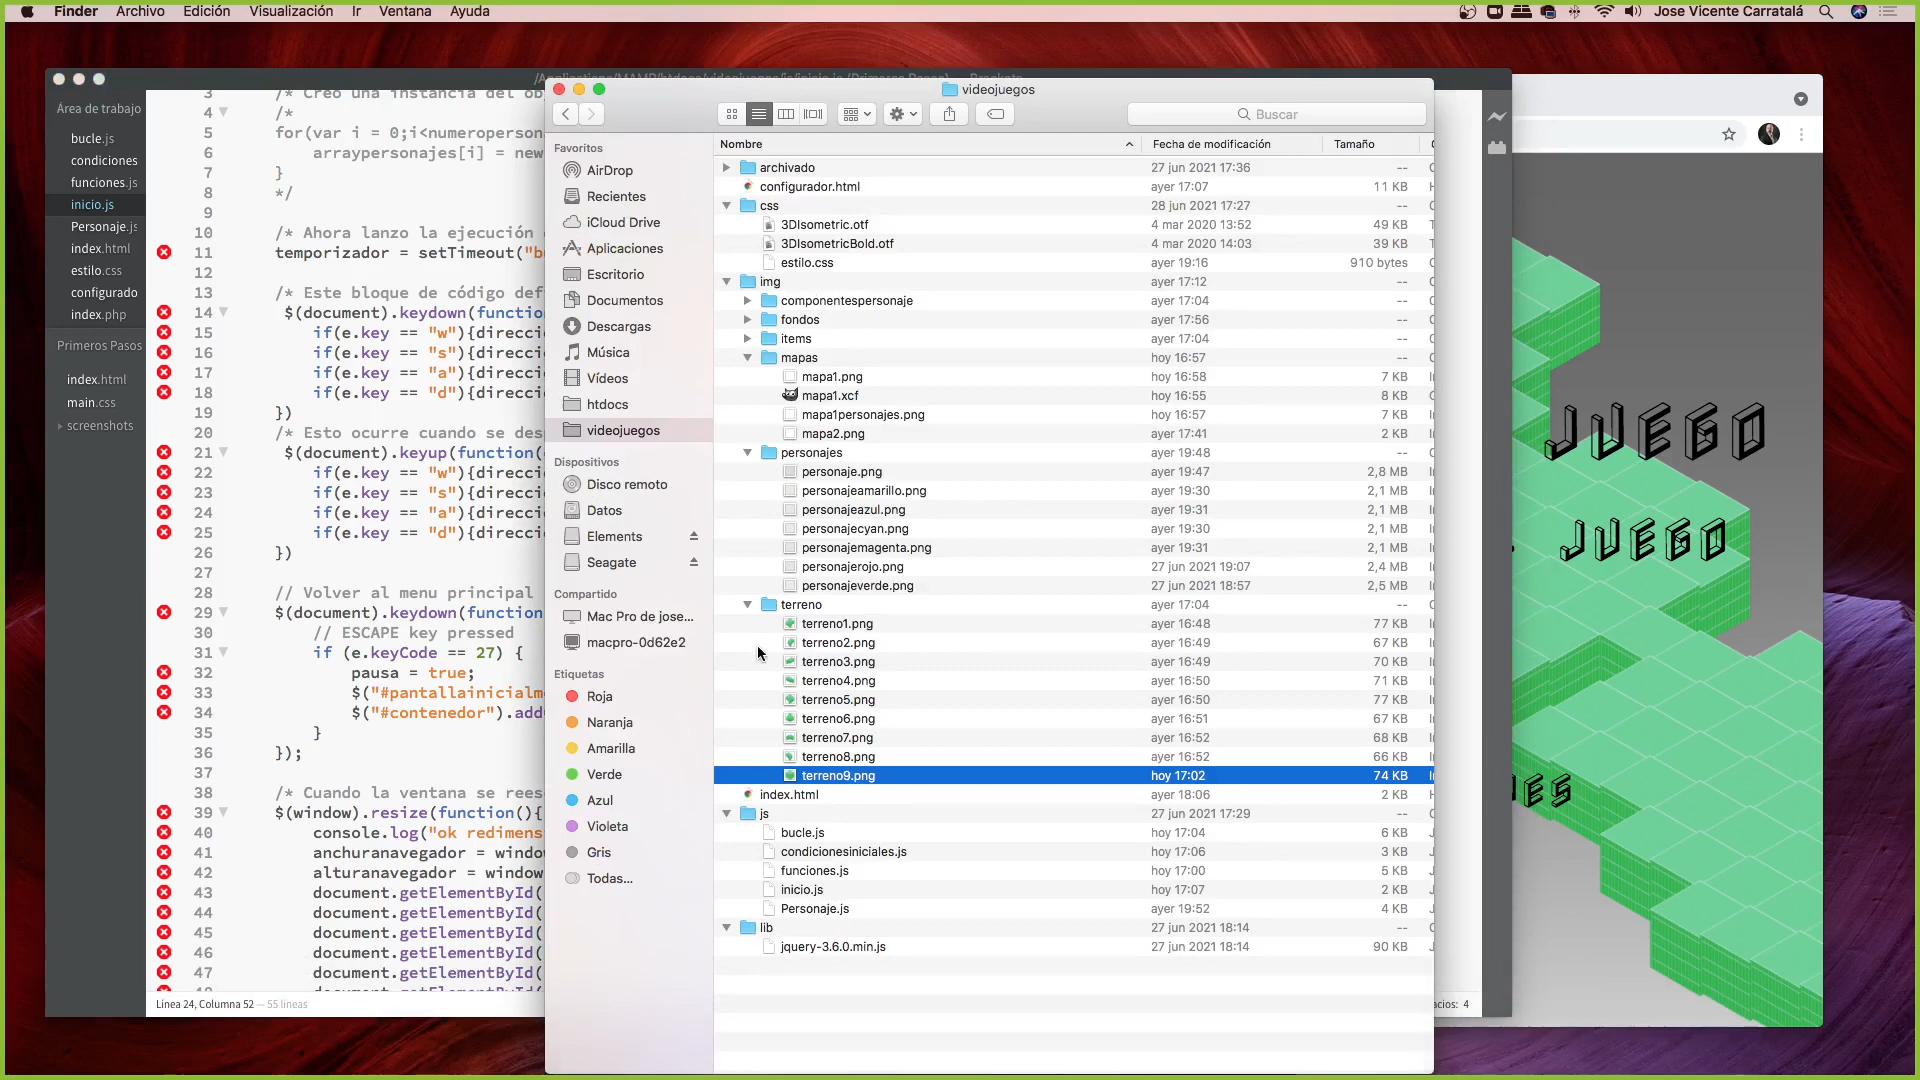 Finder Archivo Edición Visualización Ir Ventana Ayuda
Jose Vicente Carratalá
Área de trabajo
bucle.js
condiciones
funciones.js
inicio.js
Personaje.js
index.html
estilo.css
configurado
index.php
Primeros Pasos
index.html
main.css
screenshots
3 /* Creo una instancia del ob
4 /*
5 for(var i = 0;i<numeroperson
6 arraypersonajes[i] = new
7 }
8 */
9
10 /* Ahora lanzo la ejecución
11 temporizador = setTimeout("b
12
13 /* Este bloque de código def
14 $(document).keydown(function
15 if(e.key == "w"){direcci
16 if(e.key == "s"){direcci
17 if(e.key == "a"){direcci
18 if(e.key == "d"){direcci
19 })
20 /* Esto ocurre cuando se des
21 $(document).keyup(function(
22 if(e.key == "w"){direcci
23 if(e.key == "s"){direcci
24 if(e.key == "a"){direcci
25 if(e.key == "d"){direcci
26 })
27
28 // Volver al menu principal
29 $(document).keydown(function
30 // ESCAPE key pressed
31 if (e.keyCode == 27) {
32 pausa = true;
33 $("#pantallainicialm
34 $("#contenedor").add
35 }
36 });
37
38 /* Cuando la ventana se rees
39 $(window).resize(function(){
40 console.log("ok redimens
41 anchuranavegador = windo
42 alturanavegador = window
43 document.getElementById(
44 document.getElementById(
45 document.getElementById(
46 document.getElementById(
47 document.getElementById(
Línea 24, Columna 52 — 55 líneas
videojuegos
Buscar
Favoritos
AirDrop
Recientes
iCloud Drive
Aplicaciones
Escritorio
Documentos
Descargas
Música
Vídeos
htdocs
videojuegos
Dispositivos
Disco remoto
Datos
Elements
Seagate
Compartido
Mac Pro de jose...
macpro-0d62e2
Etiquetas
Roja
Naranja
Amarilla
Verde
Azul
Violeta
Gris
Todas...
Nombre Fecha de modificación Tamaño
archivado 27 jun 2021 17:36 --
configurador.html ayer 17:07 11 KB
css 28 jun 2021 17:27 --
3DIsometric.otf 4 mar 2020 13:52 49 KB
3DIsometricBold.otf 4 mar 2020 14:03 39 KB
estilo.css ayer 19:16 910 bytes
img ayer 17:12 --
componentespersonaje ayer 17:04 --
fondos ayer 17:56 --
items ayer 17:04 --
mapas hoy 16:57 --
mapa1.png hoy 16:58 7 KB
mapa1.xcf hoy 16:55 8 KB
mapa1personajes.png hoy 16:57 7 KB
mapa2.png hoy 17:41 2 KB
personajes ayer 19:48 --
personaje.png ayer 19:47 2,8 MB
personajeamarillo.png ayer 19:30 2,1 MB
personajeazul.png ayer 19:31 2,1 MB
personajecyan.png ayer 19:30 2,1 MB
personajemagenta.png ayer 19:31 2,1 MB
personajerojo.png 27 jun 2021 19:07 2,4 MB
personajeverde.png 27 jun 2021 18:57 2,5 MB
terreno ayer 17:04 --
terreno1.png ayer 16:48 77 KB
terreno2.png ayer 16:49 67 KB
terreno3.png ayer 16:49 70 KB
terreno4.png ayer 16:50 71 KB
terreno5.png ayer 16:50 77 KB
terreno6.png ayer 16:51 67 KB
terreno7.png ayer 16:52 68 KB
terreno8.png ayer 16:52 66 KB
terreno9.png hoy 17:02 74 KB
index.html ayer 18:06 2 KB
js 27 jun 2021 17:29 --
bucle.js hoy 17:04 6 KB
condicionesiniciales.js hoy 17:06 3 KB
funciones.js hoy 17:00 5 KB
inicio.js hoy 17:07 2 KB
Personaje.js ayer 19:52 4 KB
lib 27 jun 2021 18:14 --
jquery-3.6.0.min.js 27 jun 2021 18:14 90 KB
acios: 4
JUEGO
JUEGO
NES